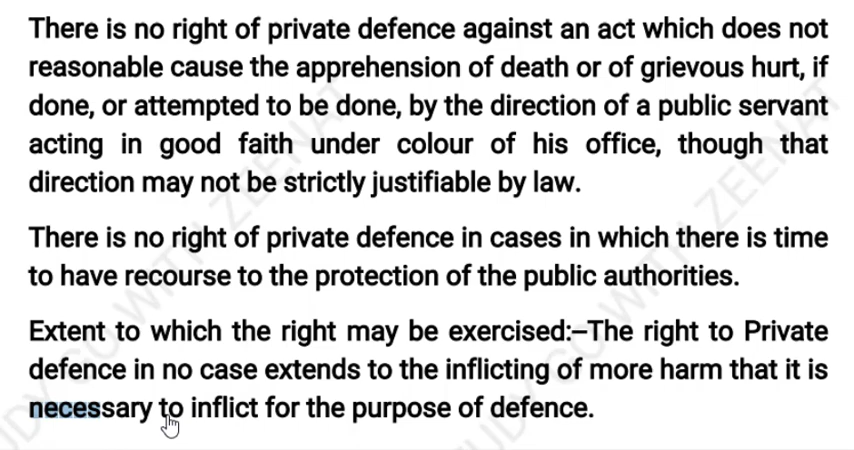 There is no right of private defence against an act which does not
reasonable cause the apprehension of death or of grievous hurt, if
done, or attempted to be done, by the direction of a public servant
acting in good faith under colour of his office, though that
direction may not be strictly justifiable by law.
There is no right of private defence in cases in which there is time
to have recourse to the protection of the public authorities.
Extent to which the right may be exercised:–The right to Private
defence in no case extends to the inflicting of more harm that it is
necessary to inflict for the purpose of defence.